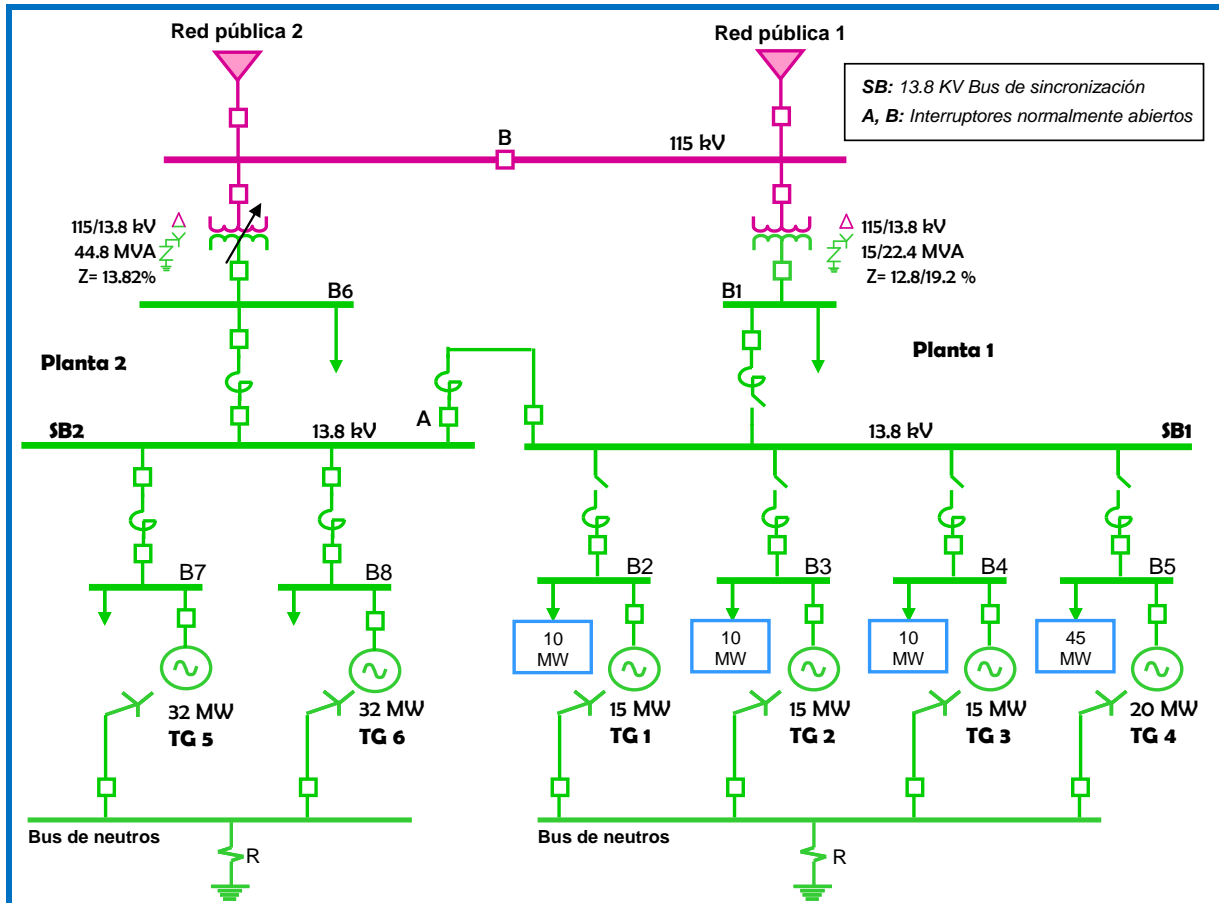 Red pública 2
Red pública 1
SB: 13.8 KV Bus de sincronización
A, B: Interruptores normalmente abiertos
B
115 kV
115/13.8 kV
44.8 MVA
Z= 13.82%
115/13.8 kV
15/22.4 MVA
Z= 12.8/19.2 %
B6
B1
Planta 2
Planta 1
A
SB2
13.8 kV
13.8 kV
SB1
B7
B8
B2
B3
B4
B5
10
MW
10
MW
10
MW
45
MW
32 MW
TG 5
32 MW
TG 6
15 MW
TG 1
15 MW
TG 2
15 MW
TG 3
20 MW
TG 4
Bus de neutros
Bus de neutros
R
R